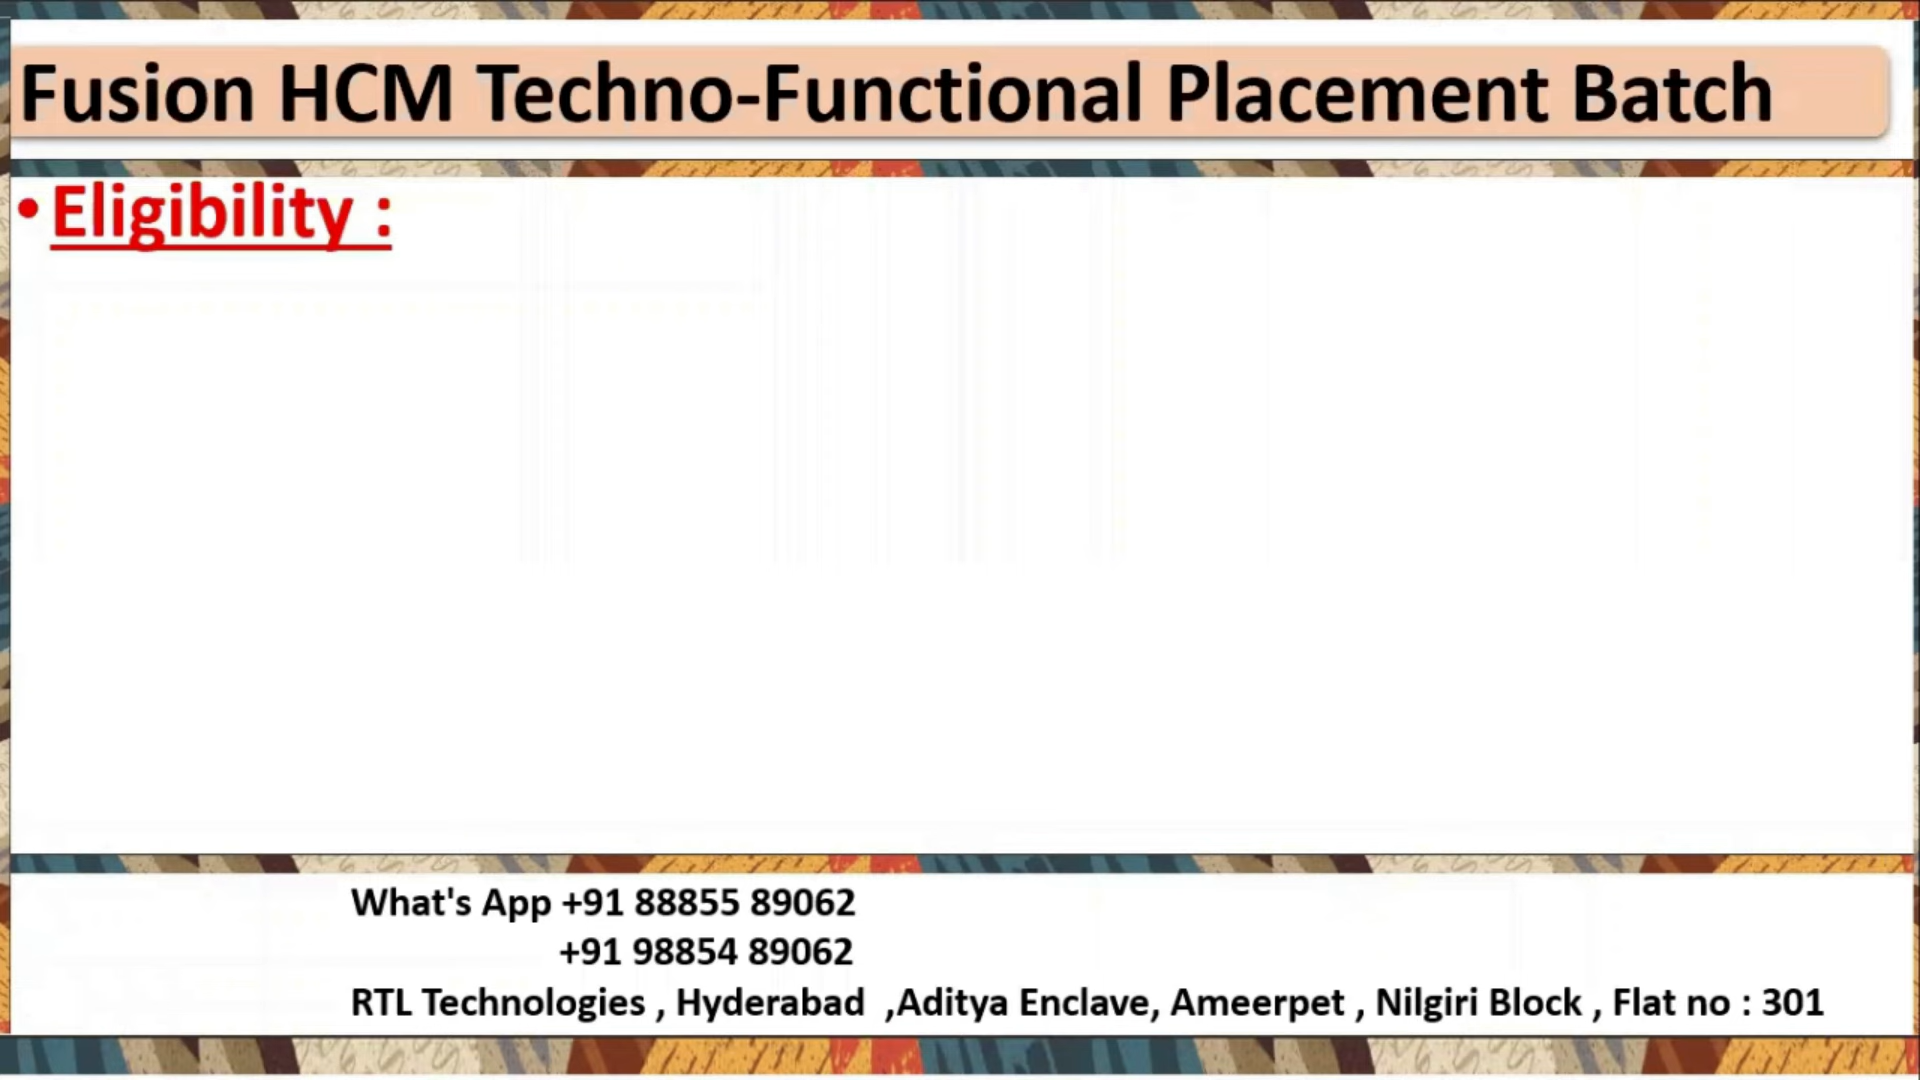 Fusion HCM Techno-Functional Placement Batch
• Eligibility :
What's App +91 88855 89062
+91 98854 89062
RTL Technologies , Hyderabad ,Aditya Enclave, Ameerpet , Nilgiri Block , Flat no : 301